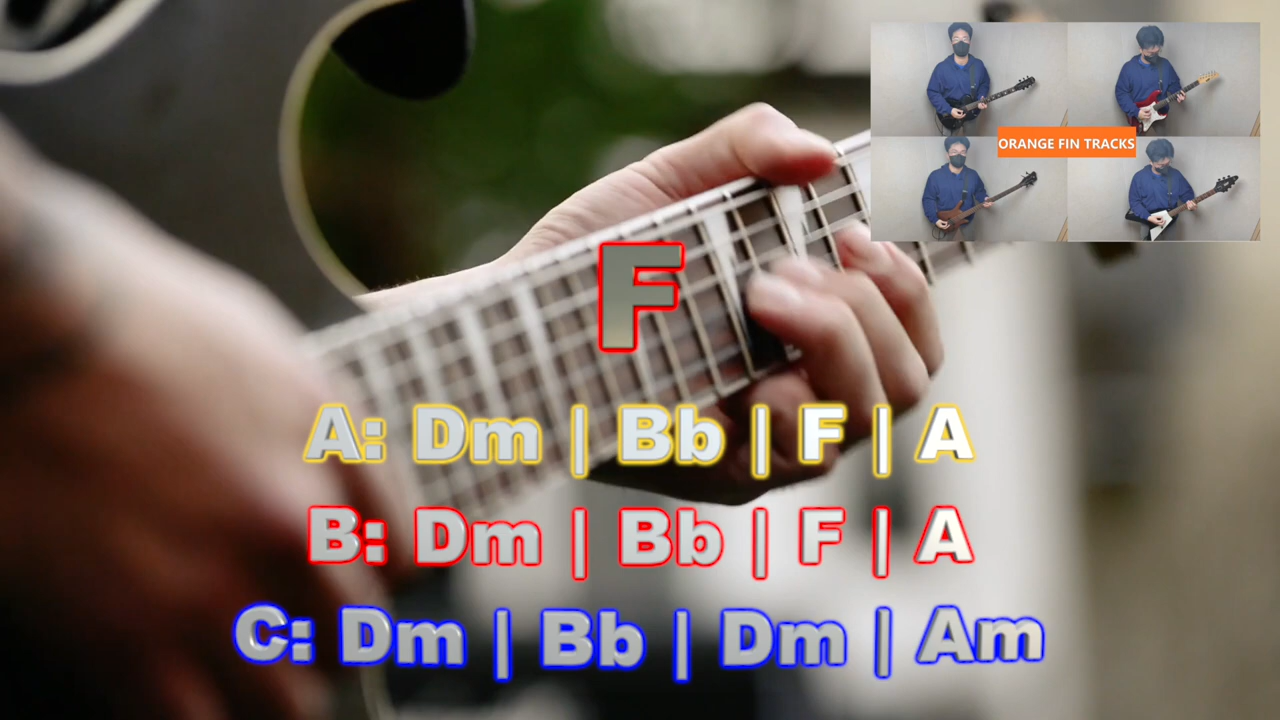 ORANGE FIN TRACKS
F
A: Dm | Bb | F | A
B: Dm | Bb | F | A
C: Dm | Bb | Dm | Am